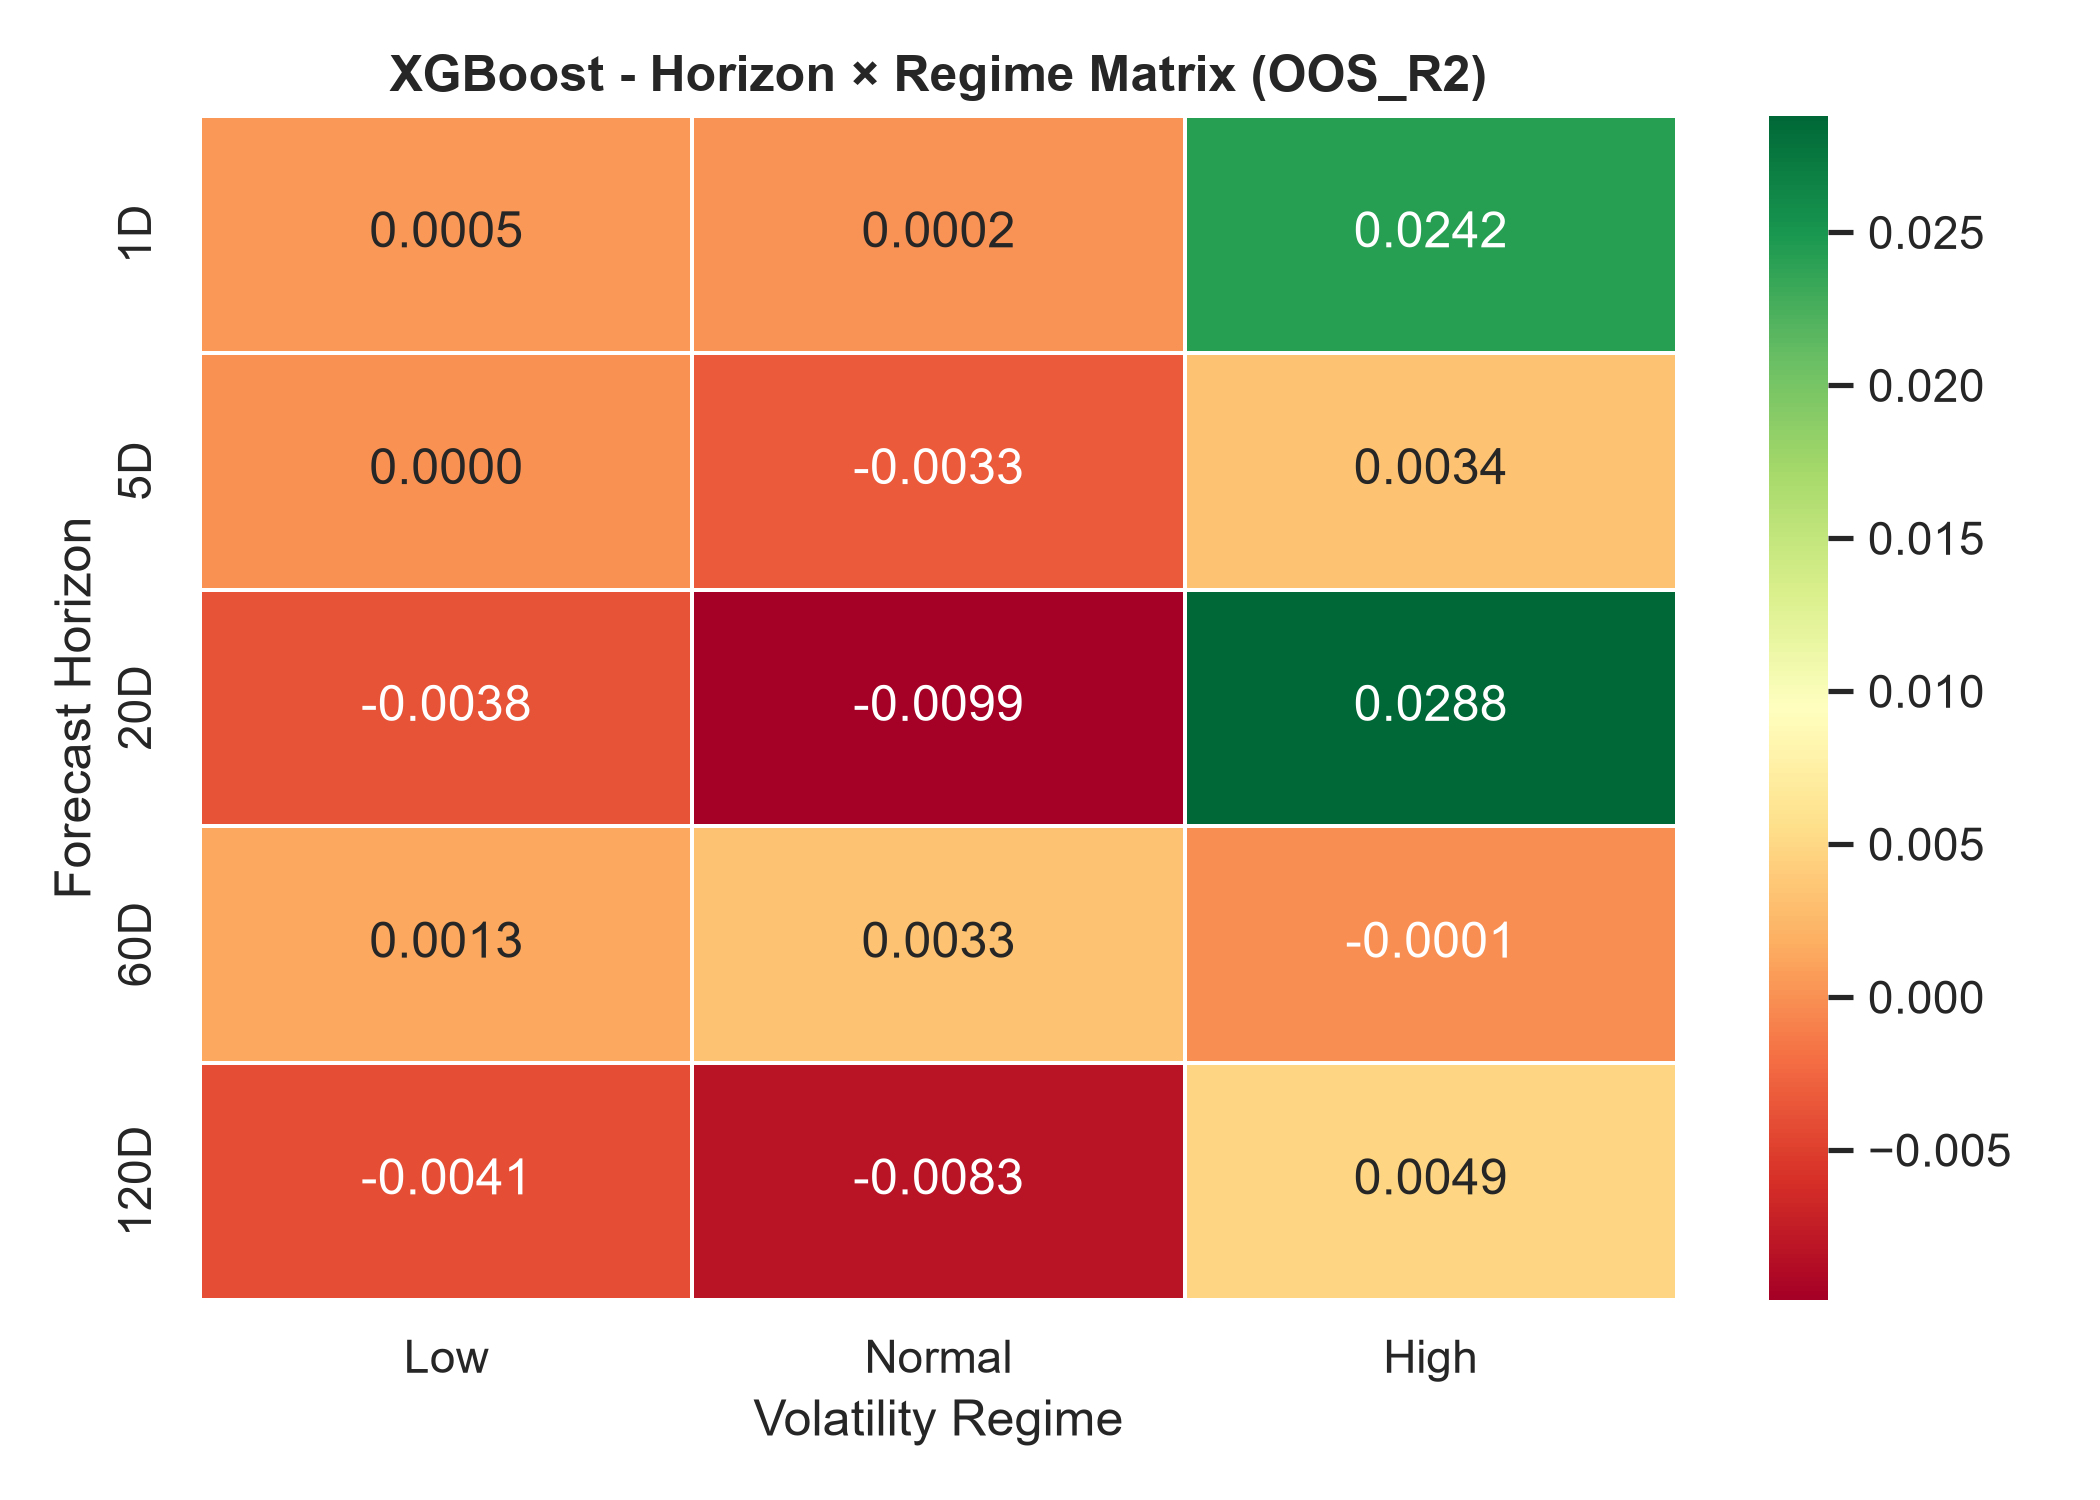 XGBoost - Horizon × Regime Matrix (OOS_R2)
Forecast Horizon
1D
0.0005 0.0002 0.0242
5D
0.0000 -0.0033 0.0034
20D
-0.0038 -0.0099 0.0288
60D
0.0013 0.0033 -0.0001
120D
-0.0041 -0.0083 0.0049
Low Normal High
Volatility Regime
0.025
0.020
0.015
0.010
0.005
0.000
−0.005